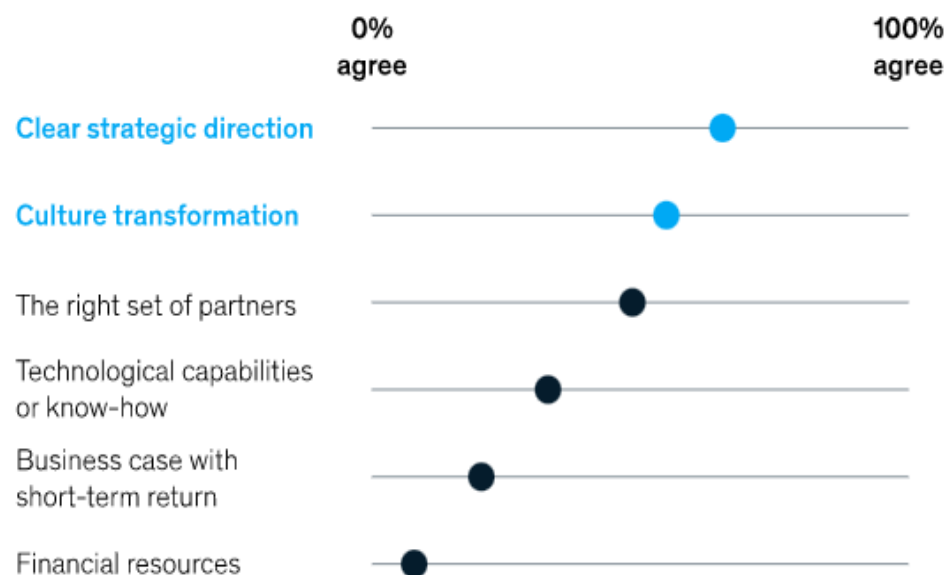 0% 100%
agree agree
Clear strategic direction
Culture transformation
The right set of partners
Technological capabilities
or know-how
Business case with
short-term return
Financial resources